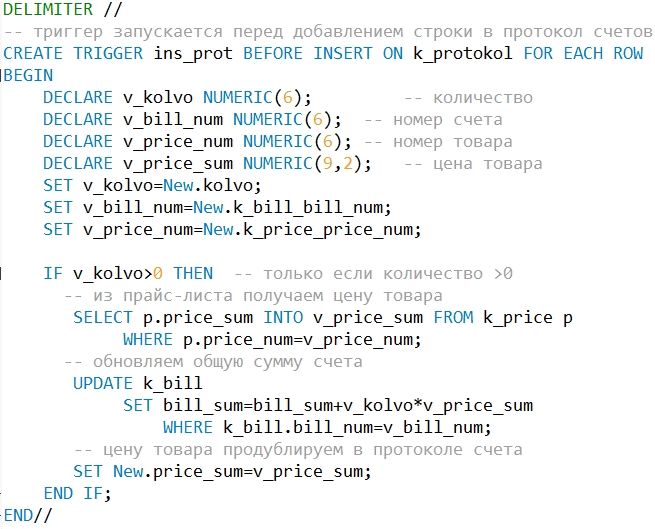 DELIMITER //
-- триггер запускается перед добавлением строки в протокол счетов
CREATE TRIGGER ins_prot BEFORE INSERT ON k_protokol FOR EACH ROW
BEGIN
    DECLARE v_kolvo NUMERIC(6);         -- количество
    DECLARE v_bill_num NUMERIC(6);  -- номер счета
    DECLARE v_price_num NUMERIC(6); -- номер товара
    DECLARE v_price_sum NUMERIC(9,2);   -- цена товара
    SET v_kolvo=New.kolvo;
    SET v_bill_num=New.k_bill_bill_num;
    SET v_price_num=New.k_price_price_num;

    IF v_kolvo>0 THEN  -- только если количество >0
      -- из прайс-листа получаем цену товара
       SELECT p.price_sum INTO v_price_sum FROM k_price p
            WHERE p.price_num=v_price_num;
      -- обновляем общую сумму счета
       UPDATE k_bill
            SET bill_sum=bill_sum+v_kolvo*v_price_sum
                WHERE k_bill.bill_num=v_bill_num;
       -- цену товара продублируем в протоколе счета
       SET New.price_sum=v_price_sum;
    END IF;
END//